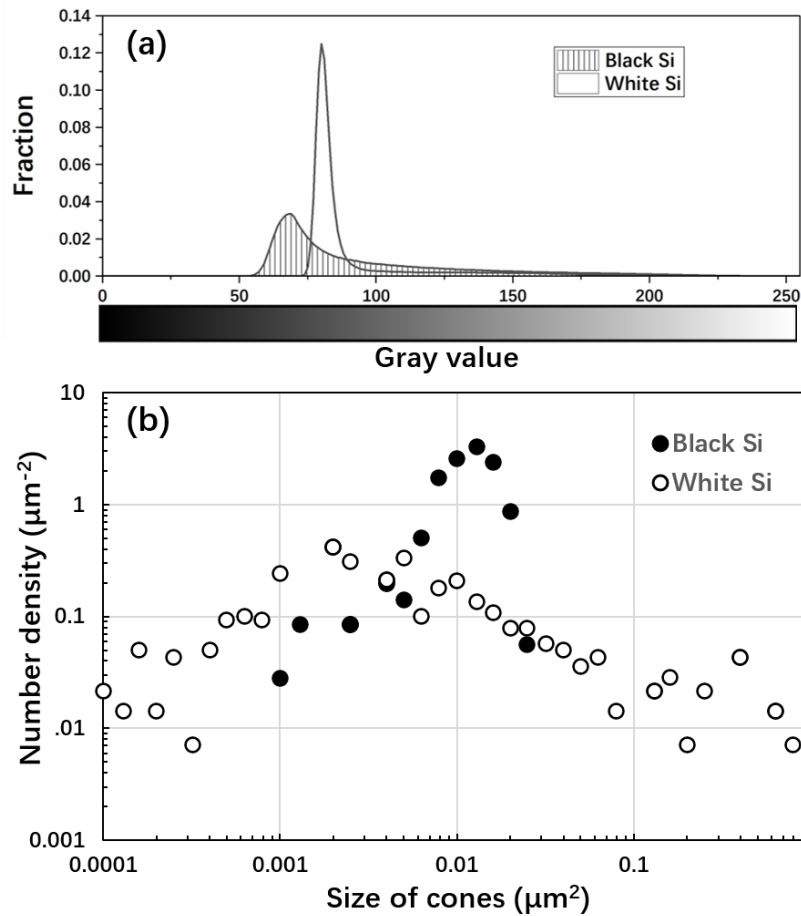 0.14
(a)
0.12
Black Si
White Si
0.10
0.08
Fraction
0.06
0.04
0.02
0.00
0 50 100 150 200 250
Gray value
10
(b)
Black Si
White Si
1
Number density (μm⁻²)
0.1
.01
0.001
0.0001 0.001 0.01 0.1
Size of cones (μm²)